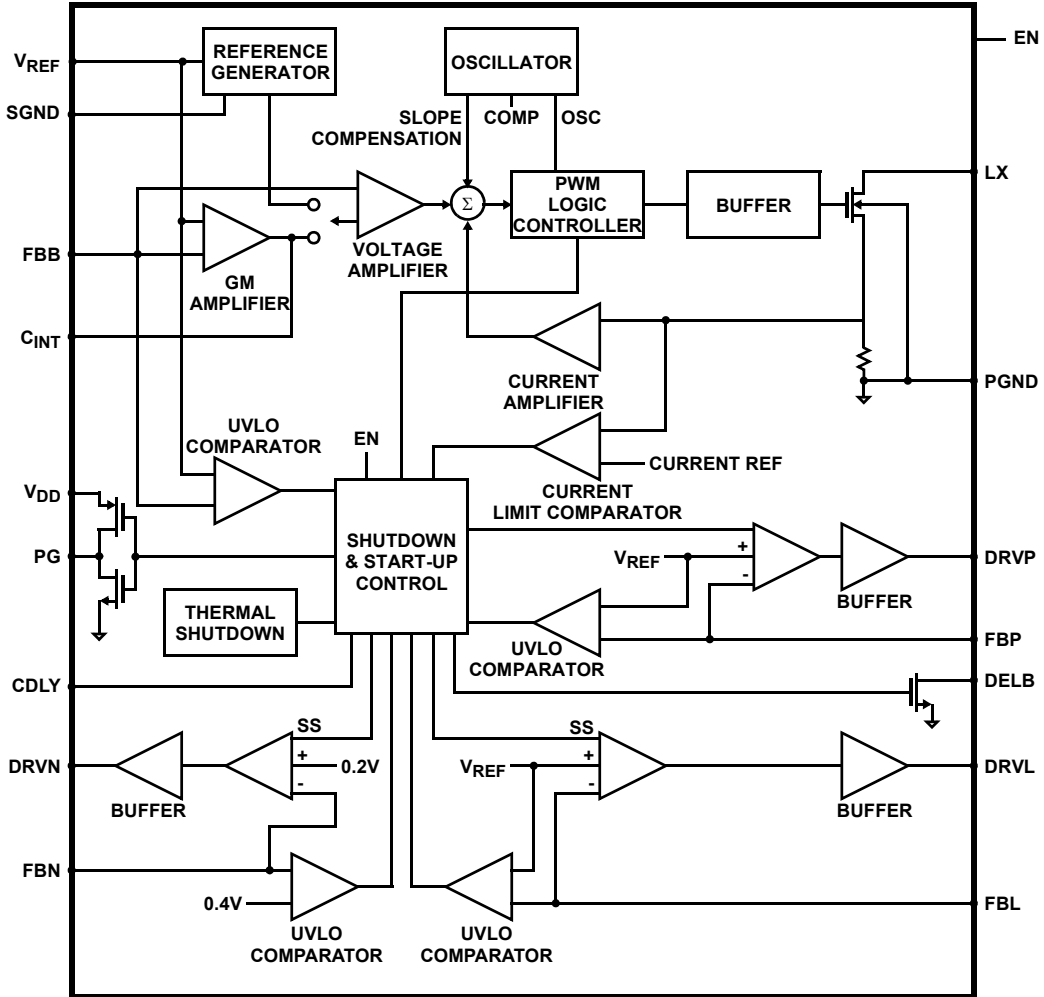 EN
VREF
REFERENCE
GENERATOR
OSCILLATOR
SGND
SLOPE
COMPENSATION
COMP
OSC
LX
PWM
LOGIC
CONTROLLER
BUFFER
Σ
FBB
VOLTAGE
AMPLIFIER
GM
AMPLIFIER
CINT
CURRENT
AMPLIFIER
PGND
UVLO
COMPARATOR
EN
CURRENT REF
CURRENT
LIMIT COMPARATOR
VDD
PG
SHUTDOWN
& START-UP
CONTROL
VREF
+
-
BUFFER
DRVP
THERMAL
SHUTDOWN
UVLO
COMPARATOR
FBP
CDLY
DELB
SS
+
-
0.2V
DRVN
BUFFER
SS
VREF
+
-
BUFFER
DRVL
FBN
0.4V
UVLO
COMPARATOR
UVLO
COMPARATOR
FBL